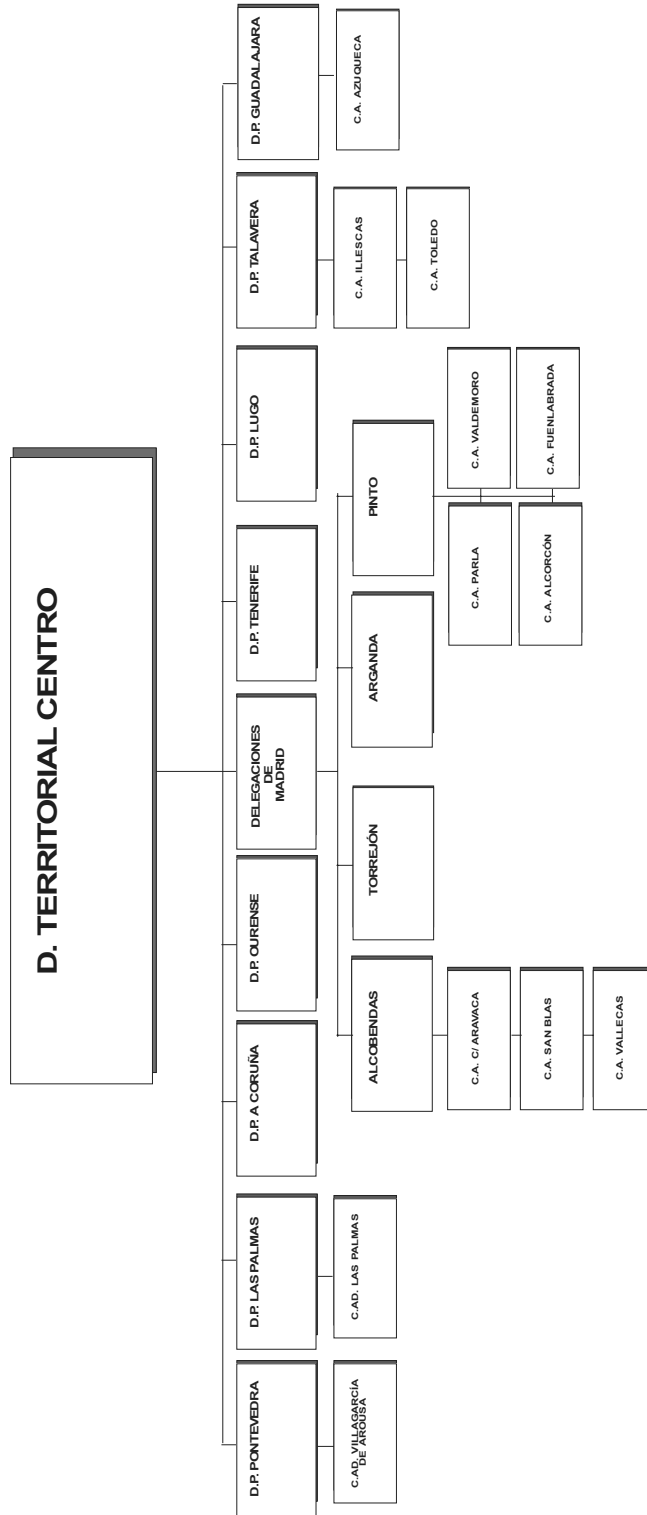 D. TERRITORIAL CENTRO
D.P. PONTEVEDRA
D.P. LAS PALMAS
D.P. A CORUÑA
D.P. OURENSE
DELEGACIONES
DE
MADRID
D.P. TENERIFE
D.P. LUGO
D.P. TALAVERA
D.P. GUADALAJARA
C.AD. VILLAGARCÍA
DE AROUSA
C.AD. LAS PALMAS
ALCOBENDAS
TORREJÓN
ARGANDA
PINTO
C.A. ILLESCAS
C.A. AZUQUECA
C.A. TOLEDO
C.A. C/ ARAVACA
C.A. PARLA
C.A. VALDEMORO
C.A. SAN BLAS
C.A. ALCORCÓN
C.A. FUENLABRADA
C.A. VALLECAS